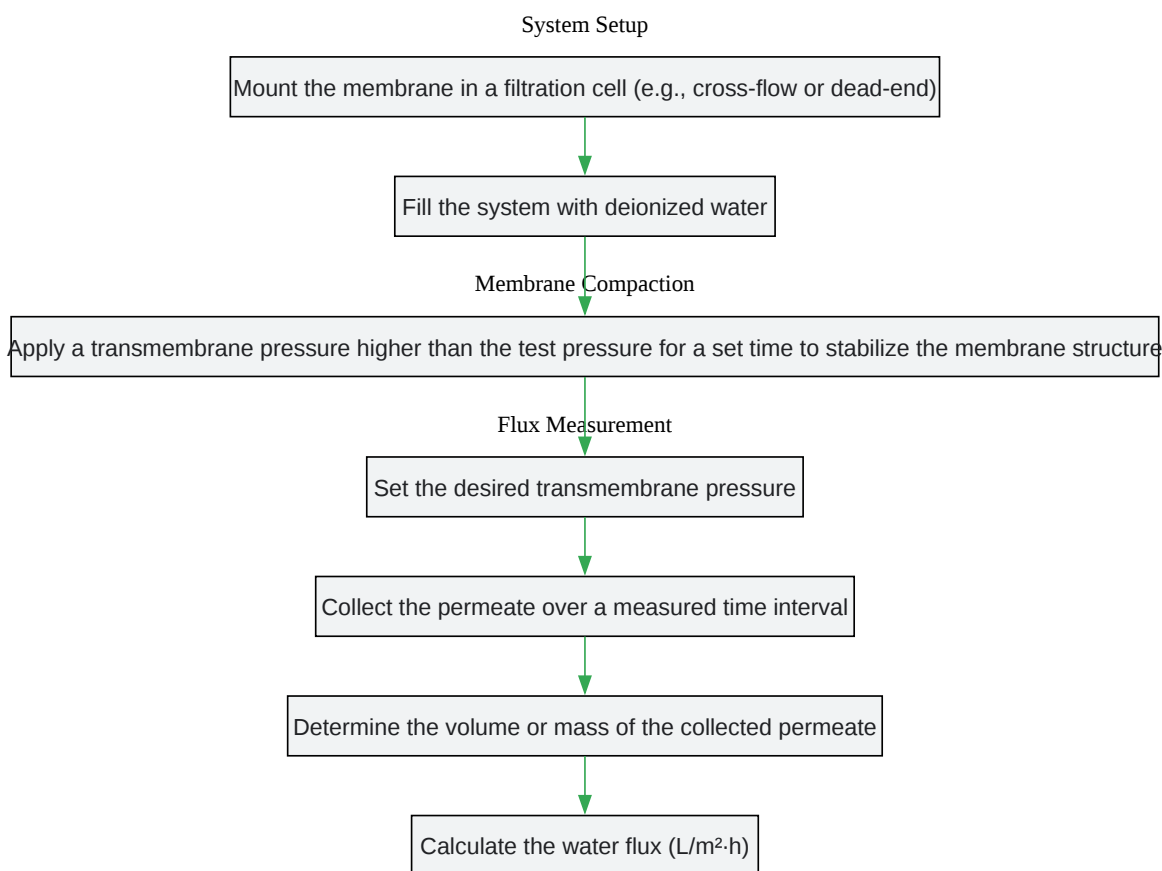 System Setup
Mount the membrane in a filtration cell (e.g., cross-flow or dead-end)
Fill the system with deionized water
Membrane Compaction
Apply a transmembrane pressure higher than the test pressure for a set time to stabilize the membrane structure
Flux Measurement
Set the desired transmembrane pressure
Collect the permeate over a measured time interval
Determine the volume or mass of the collected permeate
Calculate the water flux (L/m²·h)